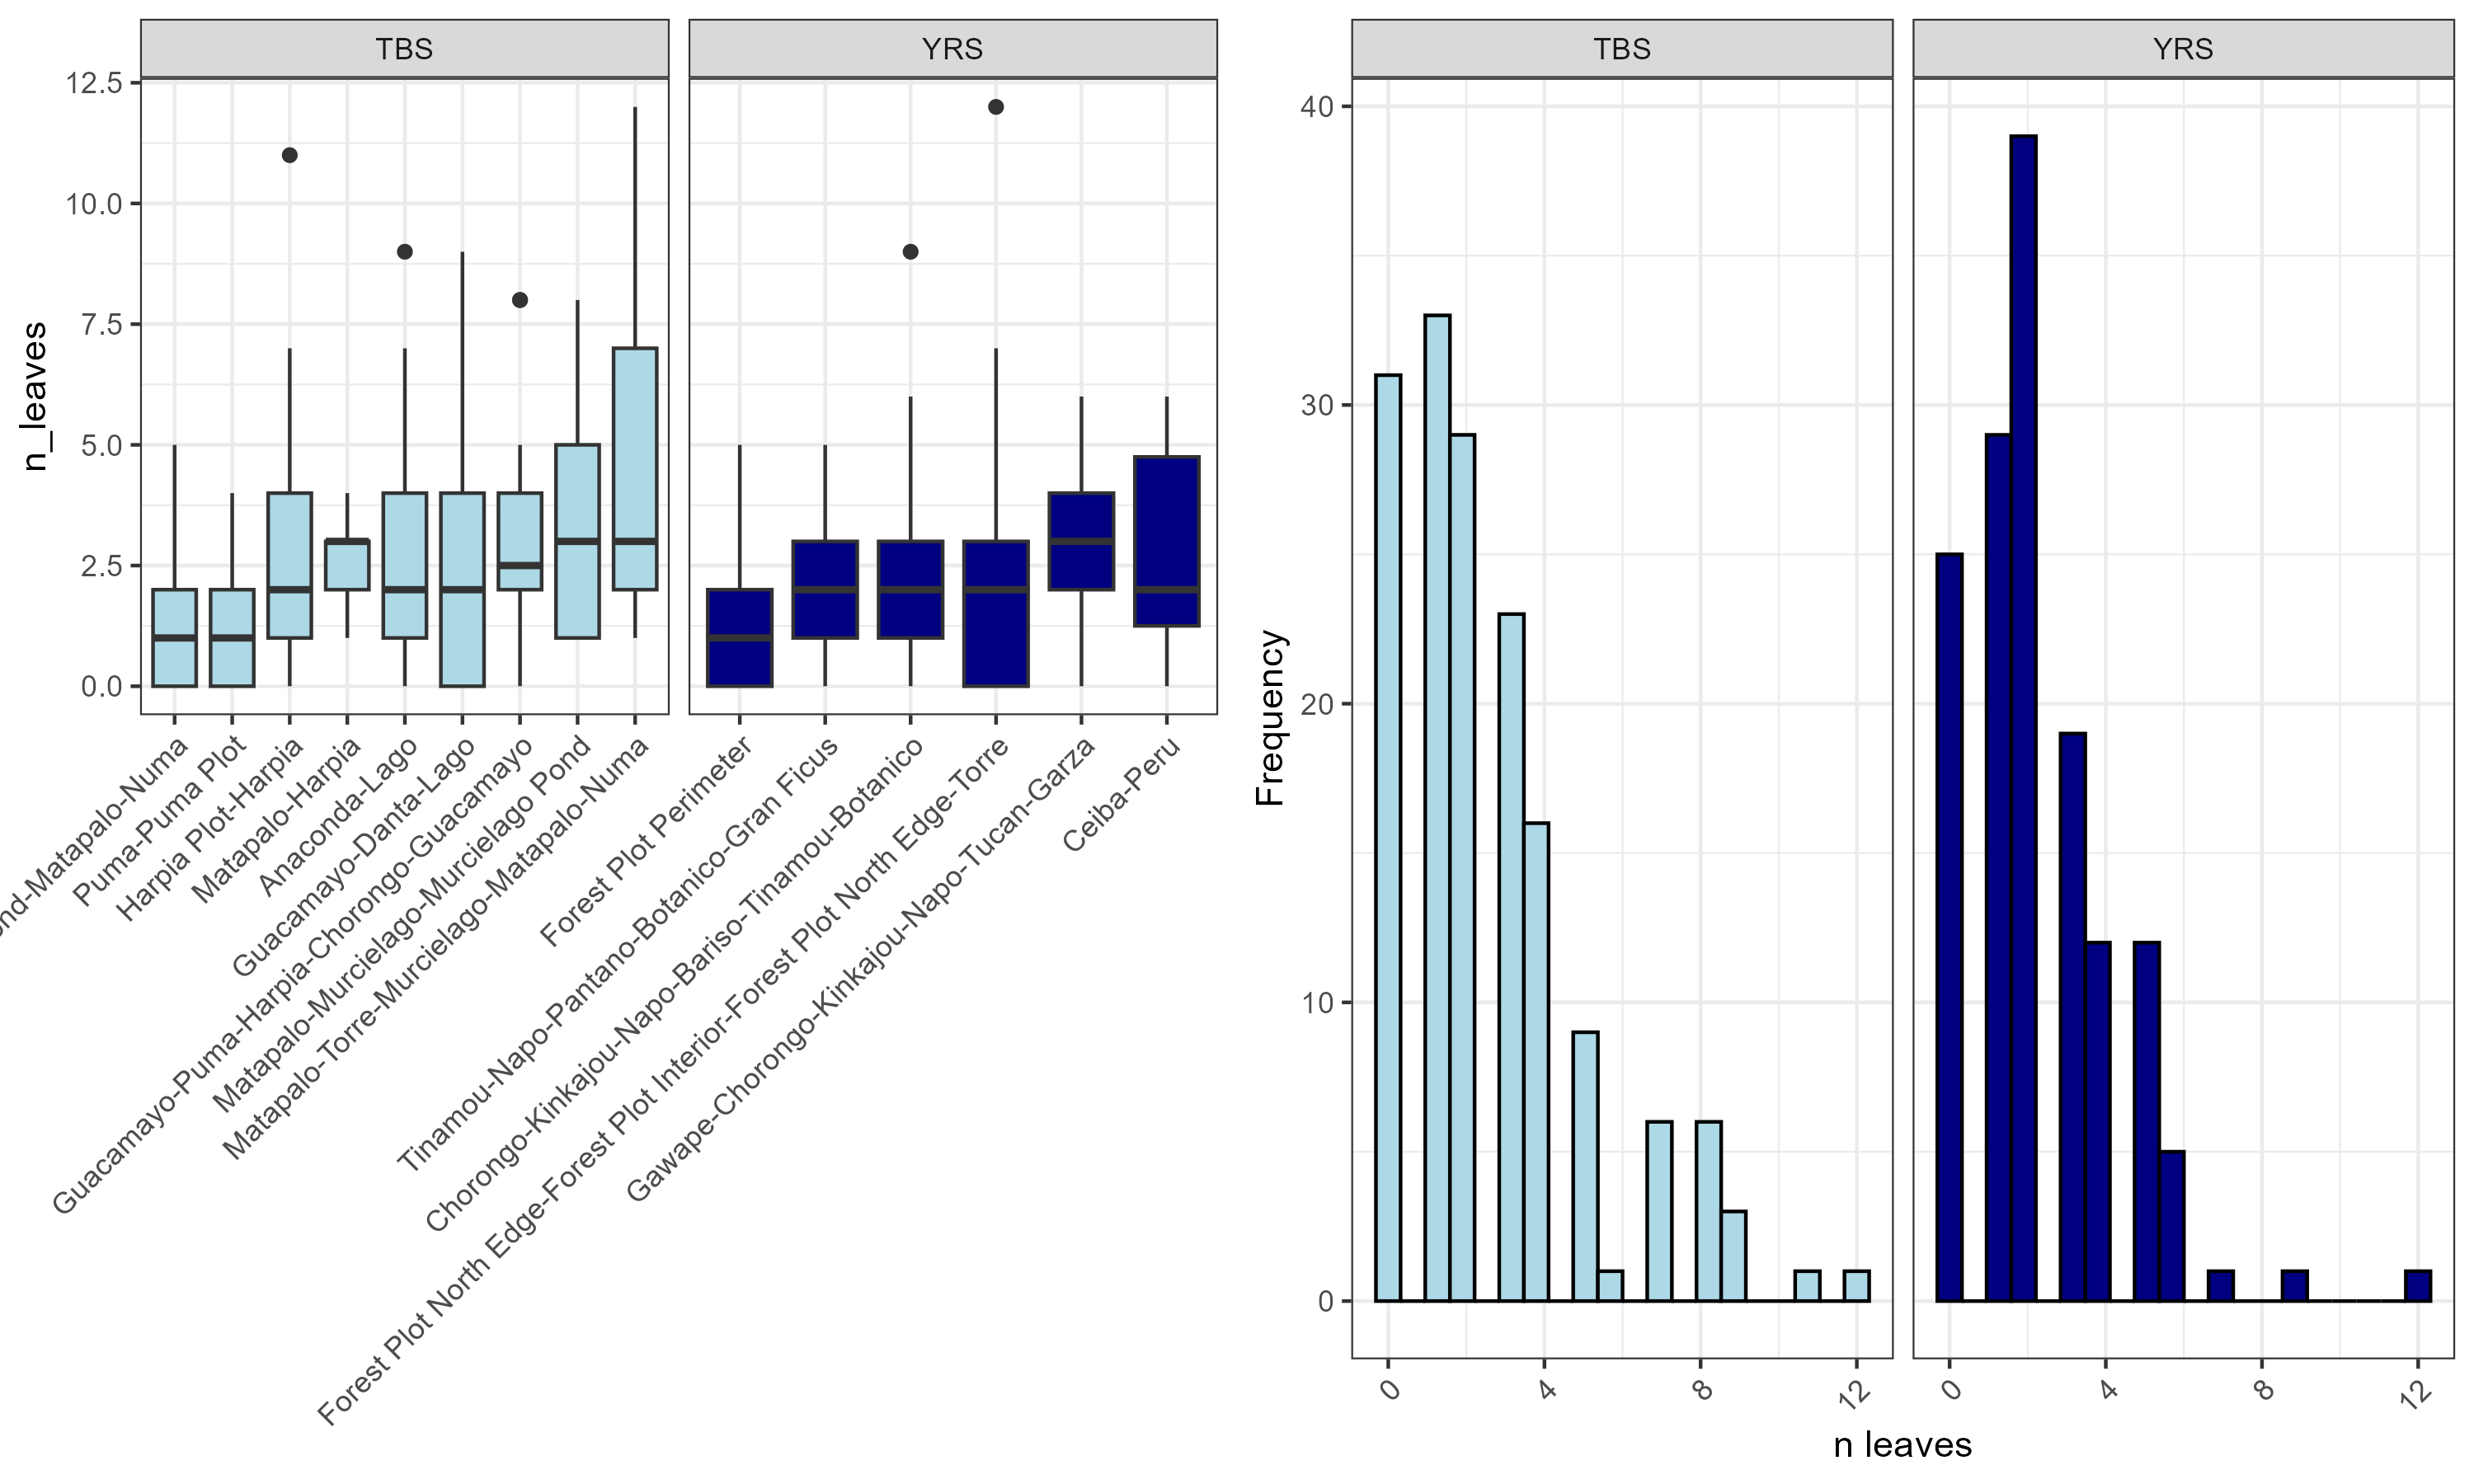 TBS
YRS
n_leaves
12.5
10.0
7.5
5.0
2.5
0.0
nd-Matapalo-Numa
Puma-Puma Plot
Harpia Plot-Harpia
Matapalo-Harpia
Anaconda-Lago
Guacamayo-Danta-Lago
Guacamayo-Puma-Harpia-Chorongo-Guacamayo
Matapalo-Murcielago-Murcielago Pond
Matapalo-Torre-Murcielago-Matapalo-Numa
Forest Plot Perimeter
Tinamou-Napo-Pantano-Botanico-Gran Ficus
Chorongo-Kinkajou-Napo-Bariso-Tinamou-Botanico
Forest Plot North Edge-Forest Plot Interior-Forest Plot North Edge-Torre
Gawape-Chorongo-Kinkajou-Napo-Tucan-Garza
Ceiba-Peru
TBS
YRS
Frequency
40
30
20
10
0
0
4
8
12
0
4
8
12
n leaves